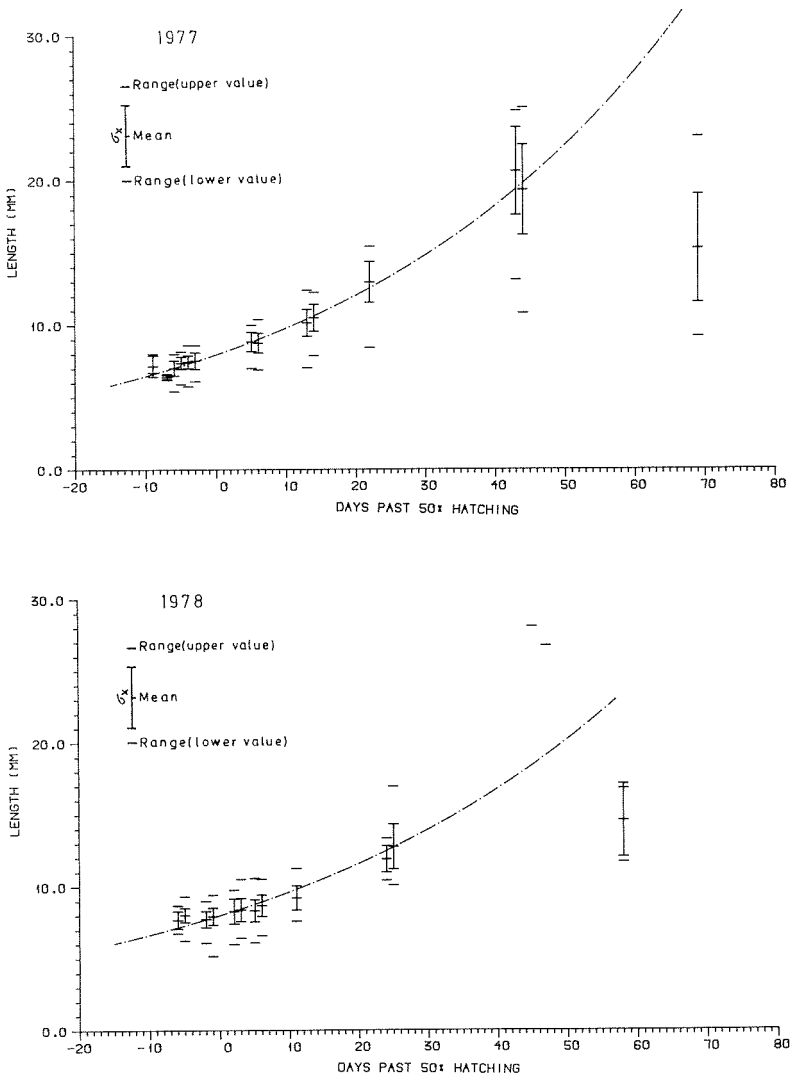 1977
30.0
Range(upper value)
σx
Mean
Range(lower value)
20.0
LENGTH (MM)
10.0
0.0
-20 -10 0 10 20 30 40 50 60 70 80
DAYS PAST 50% HATCHING
1978
30.0
Range(upper value)
σx
Mean
Range(lower value)
20.0
LENGTH (MM)
10.0
0.0
-20 -10 0 10 20 30 40 50 60 70 80
DAYS PAST 50% HATCHING